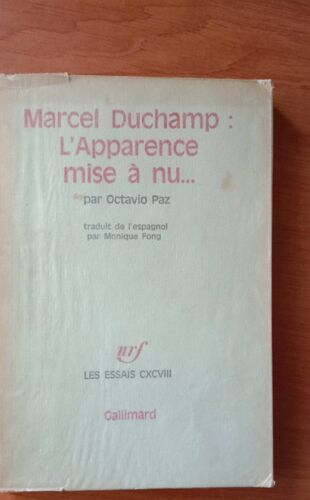 Marcel Duchamp :
L'Apparence
mise à nu...
par Octavio Paz
traduit de l'espagnol
par Monique Fong
nrf
LES ESSAIS CXCVIII
Gallimard